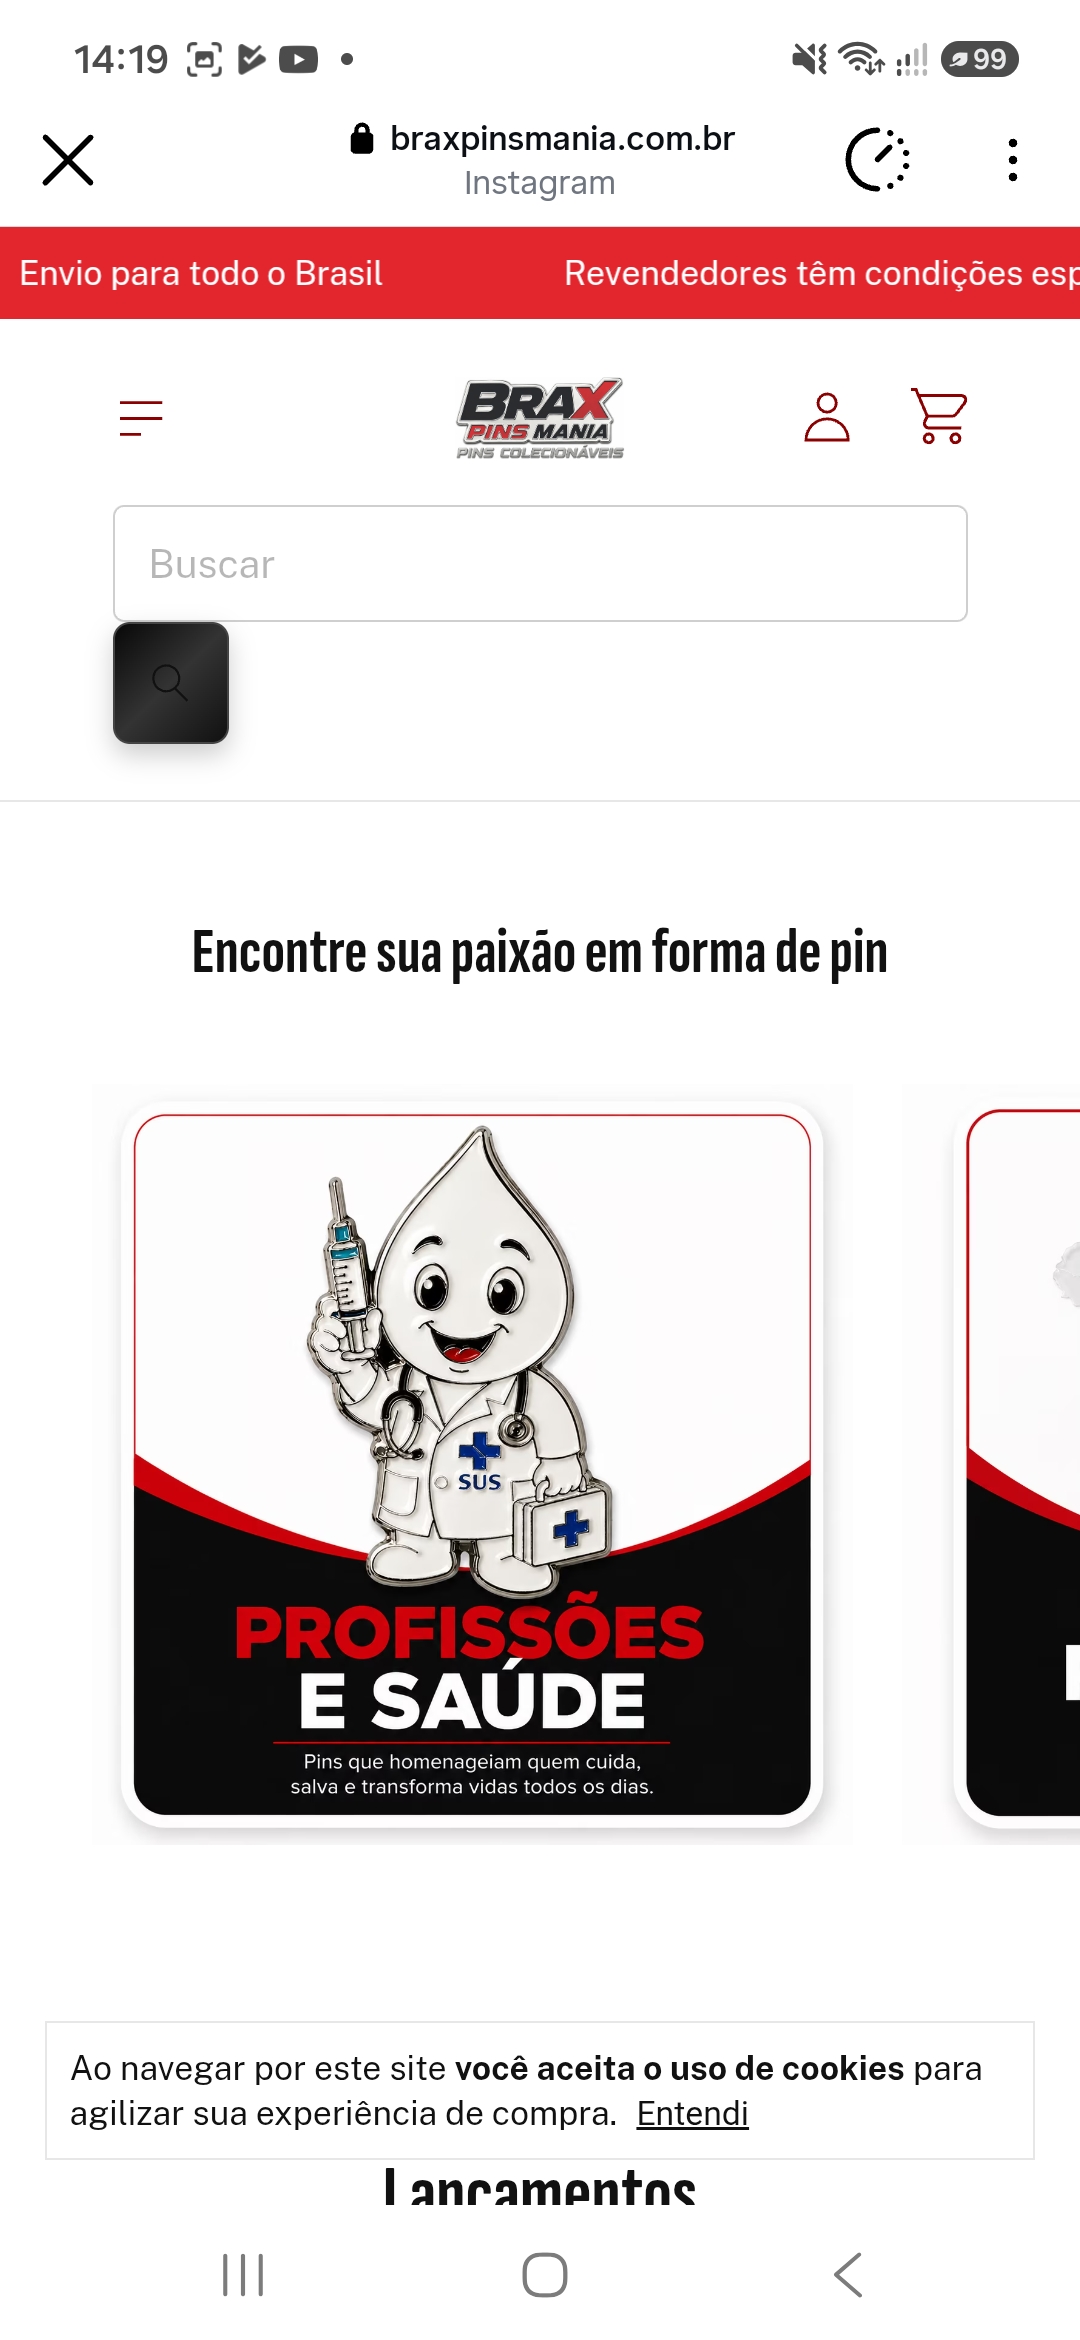 14:19
99
braxpinsmania.com.br
Instagram
Envio para todo o Brasil
Revendedores têm condições esp
BRAX
PINS MANIA
PINS COLECIONÁVEIS
Buscar
Encontre sua paixão em forma de pin
SUS
PROFISSÕES
E SAÚDE
Pins que homenageiam quem cuida,
salva e transforma vidas todos os dias.
Ao navegar por este site você aceita o uso de cookies para
agilizar sua experiência de compra. Entendi
Lançamentos